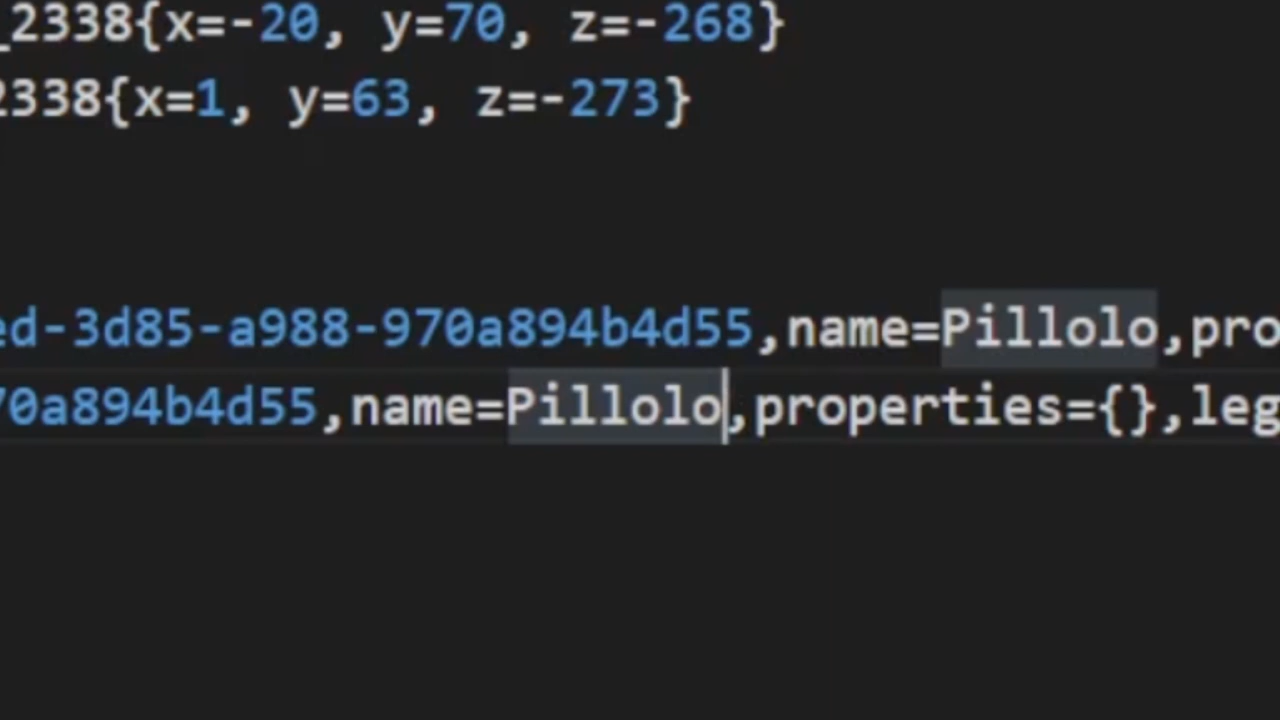 _2338{x=-20, y=70, z=-268}
2338{x=1, y=63, z=-273}
ed-3d85-a988-970a894b4d55,name=Pillolo,pro
70a894b4d55,name=Pillolo,properties={},leg